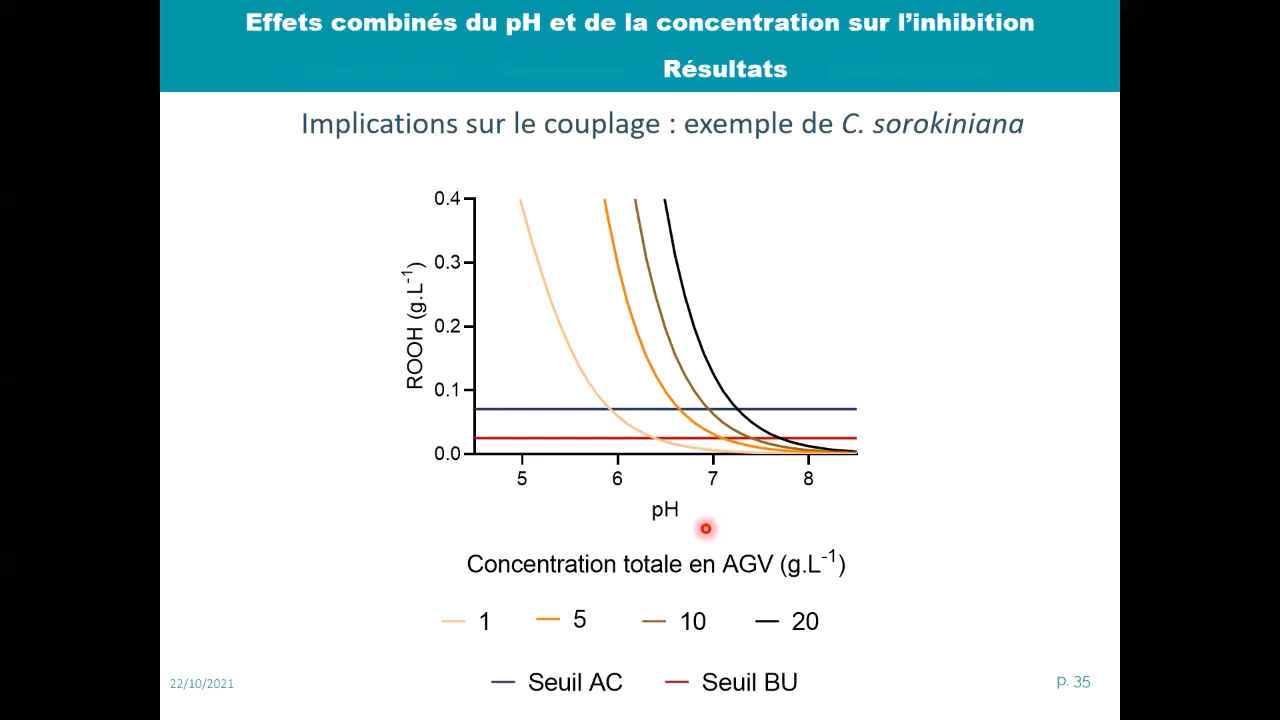 Effets combinés du pH et de la concentration sur l’inhibition
Résultats
Implications sur le couplage : exemple de C. sorokiniana
0.4
0.3
0.2
0.1
0.0
ROOH (g.L⁻¹)
5 6 7 8
pH
Concentration totale en AGV (g.L⁻¹)
1 5 10 20
Seuil AC Seuil BU
22/10/2021
p. 35